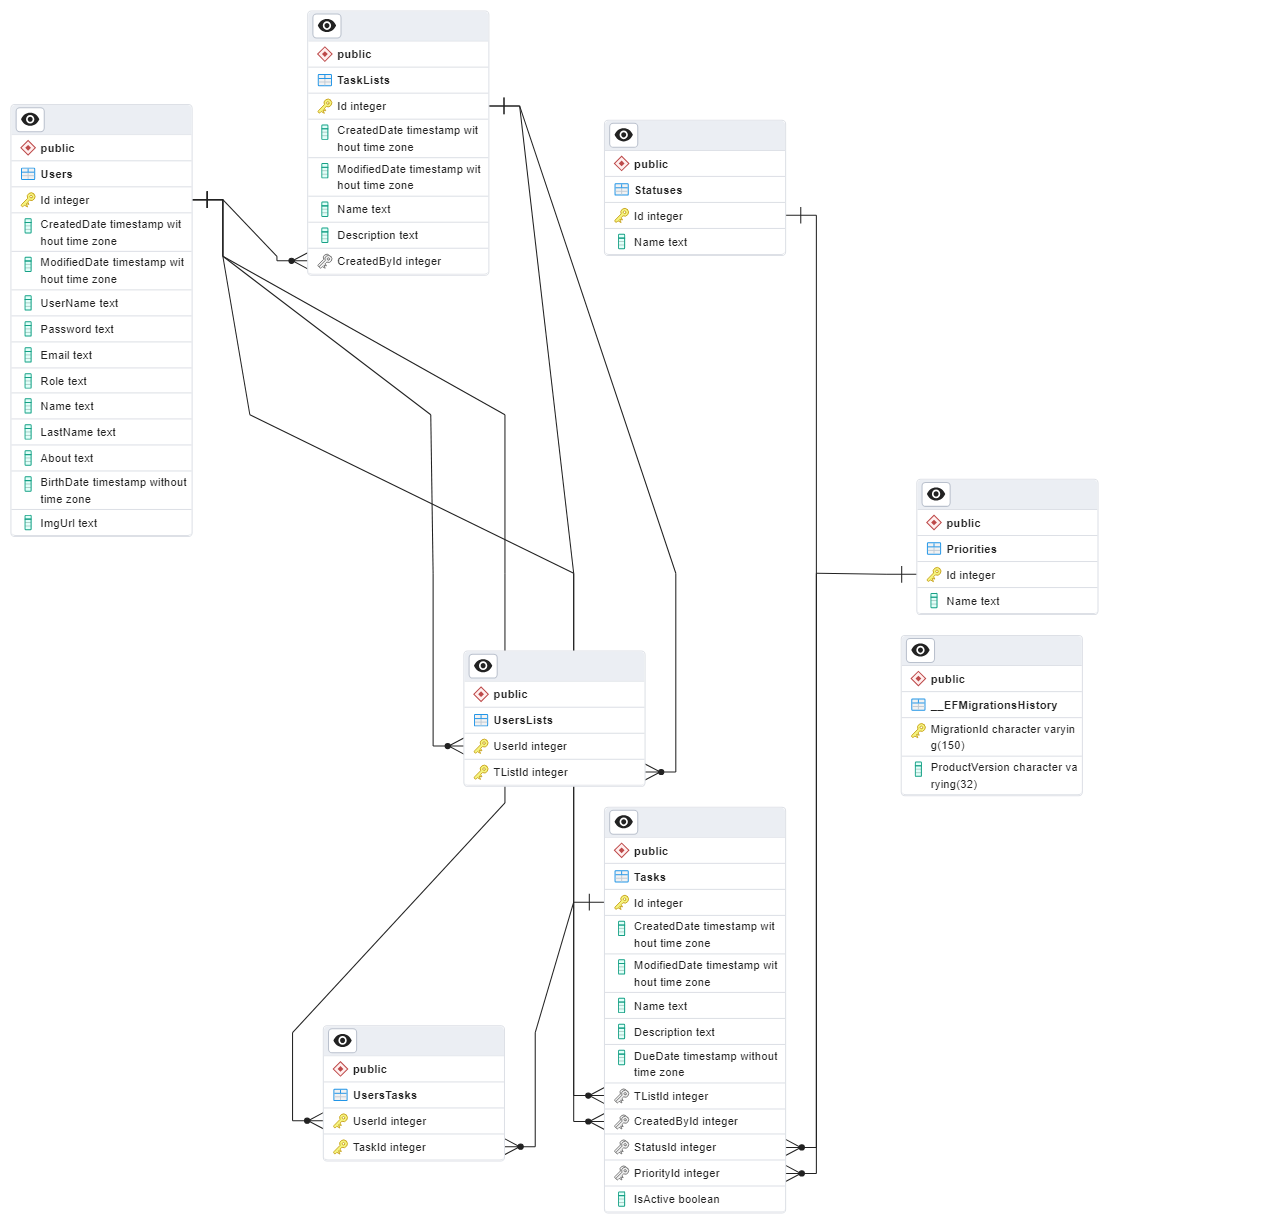 public
TaskLists
Id integer
CreatedDate timestamp wit
hout time zone
ModifiedDate timestamp wit
hout time zone
Name text
Description text
CreatedById integer
public
Users
Id integer
CreatedDate timestamp wit
hout time zone
ModifiedDate timestamp wit
hout time zone
UserName text
Password text
Email text
Role text
Name text
LastName text
About text
BirthDate timestamp without
time zone
ImgUrl text
public
Statuses
Id integer
Name text
public
Priorities
Id integer
Name text
public
__EFMigrationsHistory
MigrationId character varyin
g(150)
ProductVersion character va
rying(32)
public
UsersLists
UserId integer
TListId integer
public
Tasks
Id integer
CreatedDate timestamp wit
hout time zone
ModifiedDate timestamp wit
hout time zone
Name text
Description text
DueDate timestamp without
time zone
TListId integer
CreatedById integer
StatusId integer
PriorityId integer
IsActive boolean
public
UsersTasks
UserId integer
TaskId integer